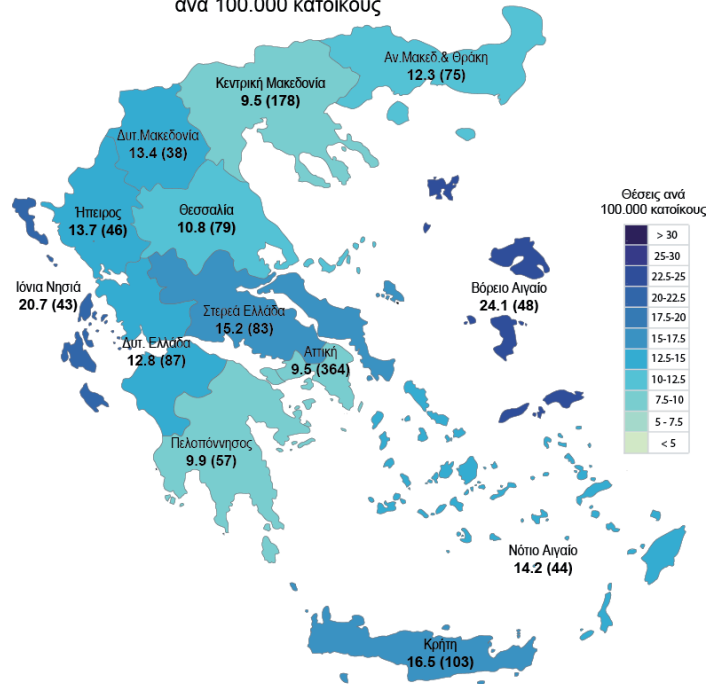 ανά 100.000 κατοίκους
Αν.Μακεδ.& Θράκη
12.3 (75)
Κεντρική Μακεδονία
9.5 (178)
Δυτ.Μακεδονία
13.4 (38)
Ήπειρος
13.7 (46)
Θεσσαλία
10.8 (79)
Ιόνια Νησιά
20.7 (43)
Στερεά Ελλάδα
15.2 (83)
Δυτ. Ελλάδα
12.8 (87)
Αττική
9.5 (364)
Πελοπόννησος
9.9 (57)
Βόρειο Αιγαίο
24.1 (48)
Νότιο Αιγαίο
14.2 (44)
Κρήτη
16.5 (103)
Θέσεις ανά
100.000 κατοίκους
> 30
25-30
22.5-25
20-22.5
17.5-20
15-17.5
12.5-15
10-12.5
7.5-10
5 - 7.5
< 5